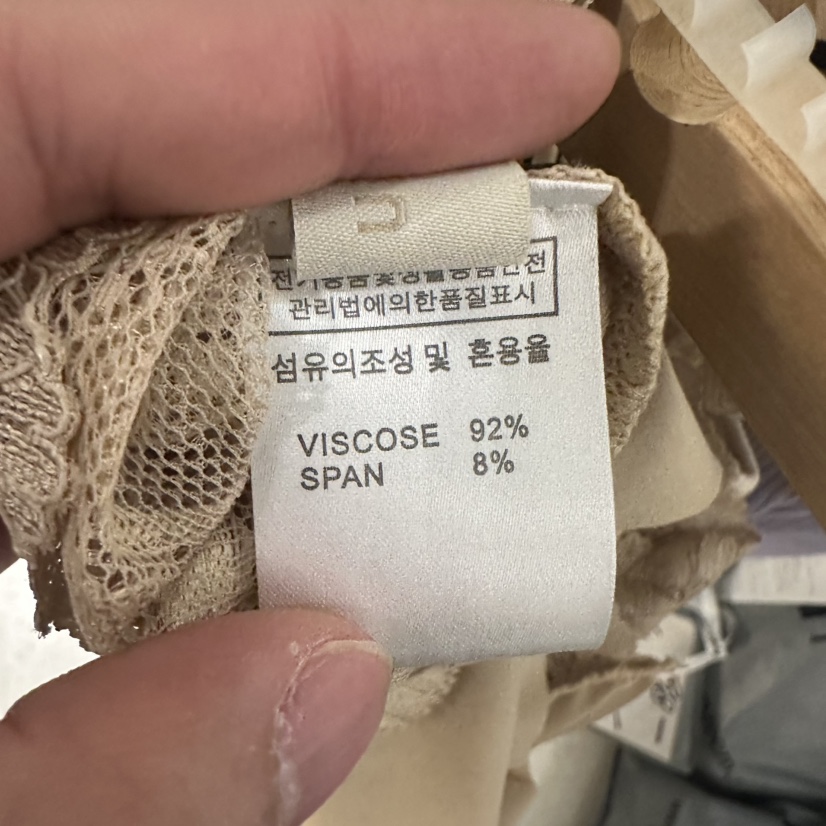 전기용품및생활용품안전
관리법에의한품질표시
섬유의조성 및 혼용율
VISCOSE 92%
SPAN 8%